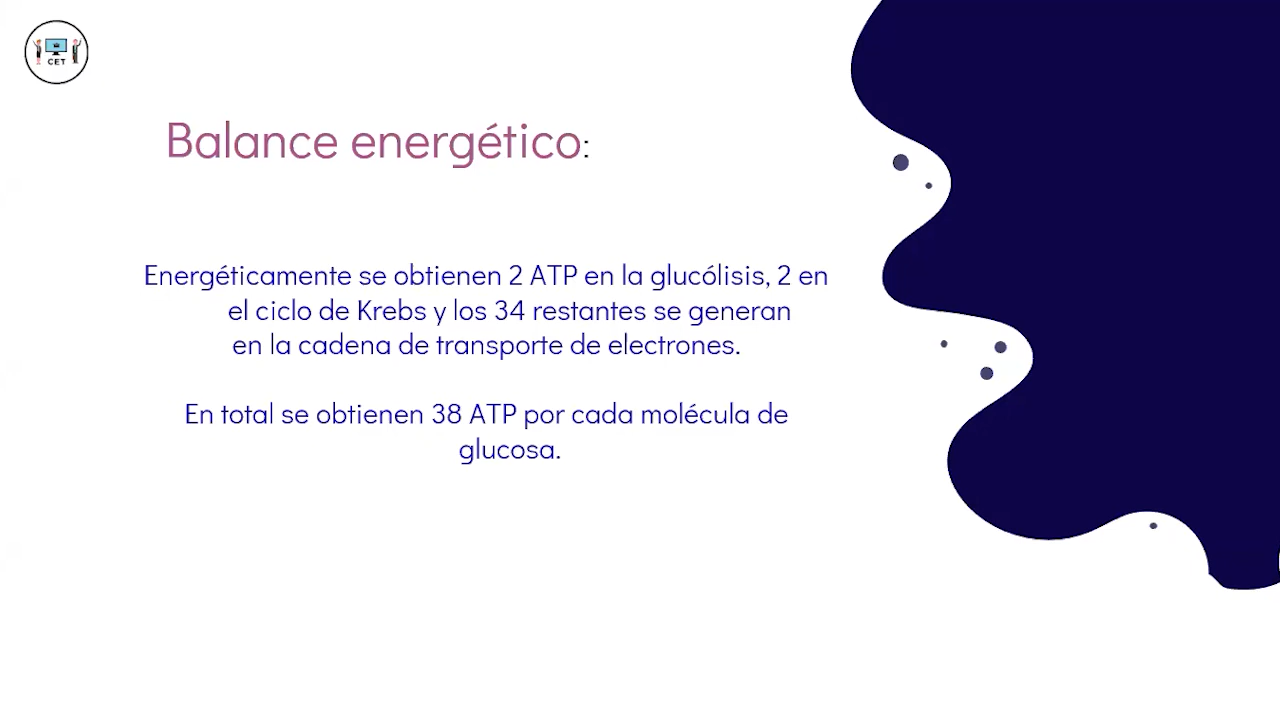 CET
Balance energético:
Energéticamente se obtienen 2 ATP en la glucólisis, 2 en
el ciclo de Krebs y los 34 restantes se generan
en la cadena de transporte de electrones.
En total se obtienen 38 ATP por cada molécula de
glucosa.